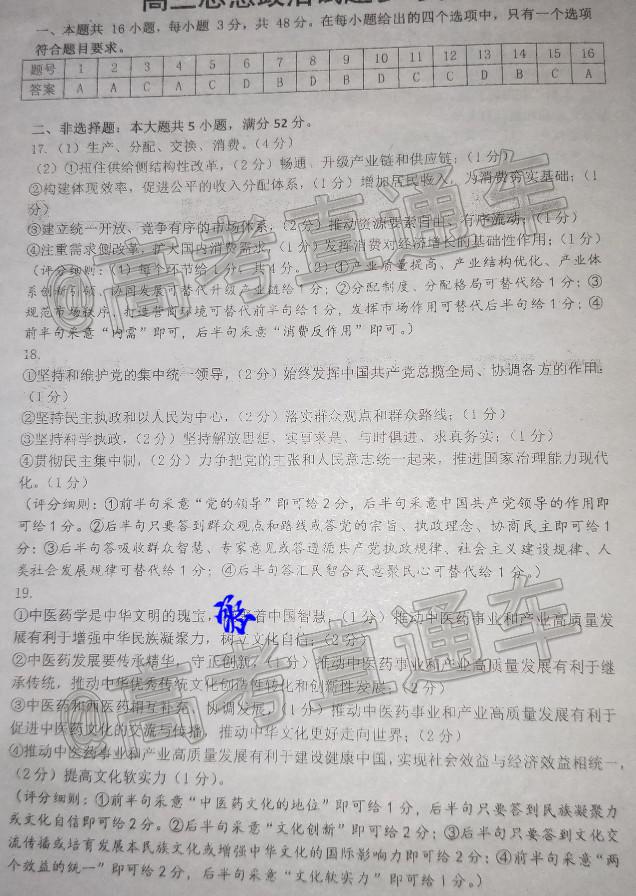 高三思想政治试题参
一、本题共 16 小题，每小题 3 分，共 48 分。在每小题给出的四个选项中，只有一个选项
符合题目要求。
题号 1 2 3 4 5 6 7 8 9 10 11 12 13 14 15 16
答案 A A C A C D B D B D C C D B C A
二、非选择题：本大题共 5 小题，满分 52 分。
17.（1）生产、分配、交换、消费。（4 分）
（2）①扭住供给侧结构性改革，（2 分）畅通、升级产业链和供应链；（1 分）
②构建体现效率，促进公平的收入分配体系，（1 分）增加居民收入，为消费夯实基础；（1
分）
③建立统一开放、竞争有序的市场体系，（2 分）推动资源要素自由、有序流动；（1 分）
④注重需求侧改革，扩大国内消费需求，（1 分）发挥消费对经济增长的基础性作用；（1 分）
（评分细则：（1）每个环节给 1 分，共 4 分。（2）①产业质量提高、产业结构优化、产业体
系创新引领、协同发展可替代升级产业链给 1 分；②分配制度、分配格局可替代给 1 分；③
规范市场秩序、打造营商环境可替代前半句给 1 分，发挥市场作用可替代后半句给 1 分；④
前半句采意“内需”即可，后半句采意“消费反作用”即可。）
18.
①坚持和维护党的集中统一领导，（2 分）始终发挥中国共产党总揽全局、协调各方的作用；
（1 分）
②坚持民主执政和以人民为中心，（2 分）落实群众观点和群众路线；（1 分）
③坚持科学执政，（2 分）坚持解放思想、实事求是、与时俱进、求真务实；（1 分）
④贯彻民主集中制，（2 分）力争把党的主张和人民意志统一起来，推进国家治理能力现代
化。（1 分）
（评分细则：①前半句采意“党的领导”即可给 2 分，后半句采意中国共产党领导的作用即
可给 1 分。②后半句只要答到群众观点和路线或答党的宗旨、执政理念、协商民主即可给 1
分；③后半句答吸收群众智慧、专家意见或答遵循共产党执政规律、社会主义建设规律、人
类社会发展规律可替代给 1 分；④后半句答汇民智合民意聚民心可替代给 1 分。）
19.
①中医药学是中华文明的瑰宝，着中国智慧，（1 分）推动中医药事业和产业高质量发
展有利于增强中华民族凝聚力，树立文化自信；（2 分）
②中医药发展要传承精华，守正创新，（1 分）推动中医药事业和产业高质量发展有利于继
承传统，推动中华优秀传统文化创造性转化和创新性发展；（2 分）
③中医药和西医药相互补充、协调发展，（1 分）推动中医药事业和产业高质量发展有利于
促进中医药文化的交流与传播，推动中华文化更好走向世界；（2 分）
④推动中医药事业和产业高质量发展有利于建设健康中国，实现社会效益与经济效益相统一，
（2 分）提高文化软实力（1 分）。
（评分细则：①前半句采意“中医药文化的地位”即可给 1 分，后半句只要答到民族凝聚力
或文化自信即可给 2 分。②后半句采意“文化创新”即可给 2 分；③后半句只要答到文化交
流传播或培育发展本民族文化或增强中华文化的国际影响力即可给 2 分；④前半句采意“两
个效益的统一”即可给 2 分，后半句采意“文化软实力”即可给 1 分。）
@高考直通车
@高考直通车